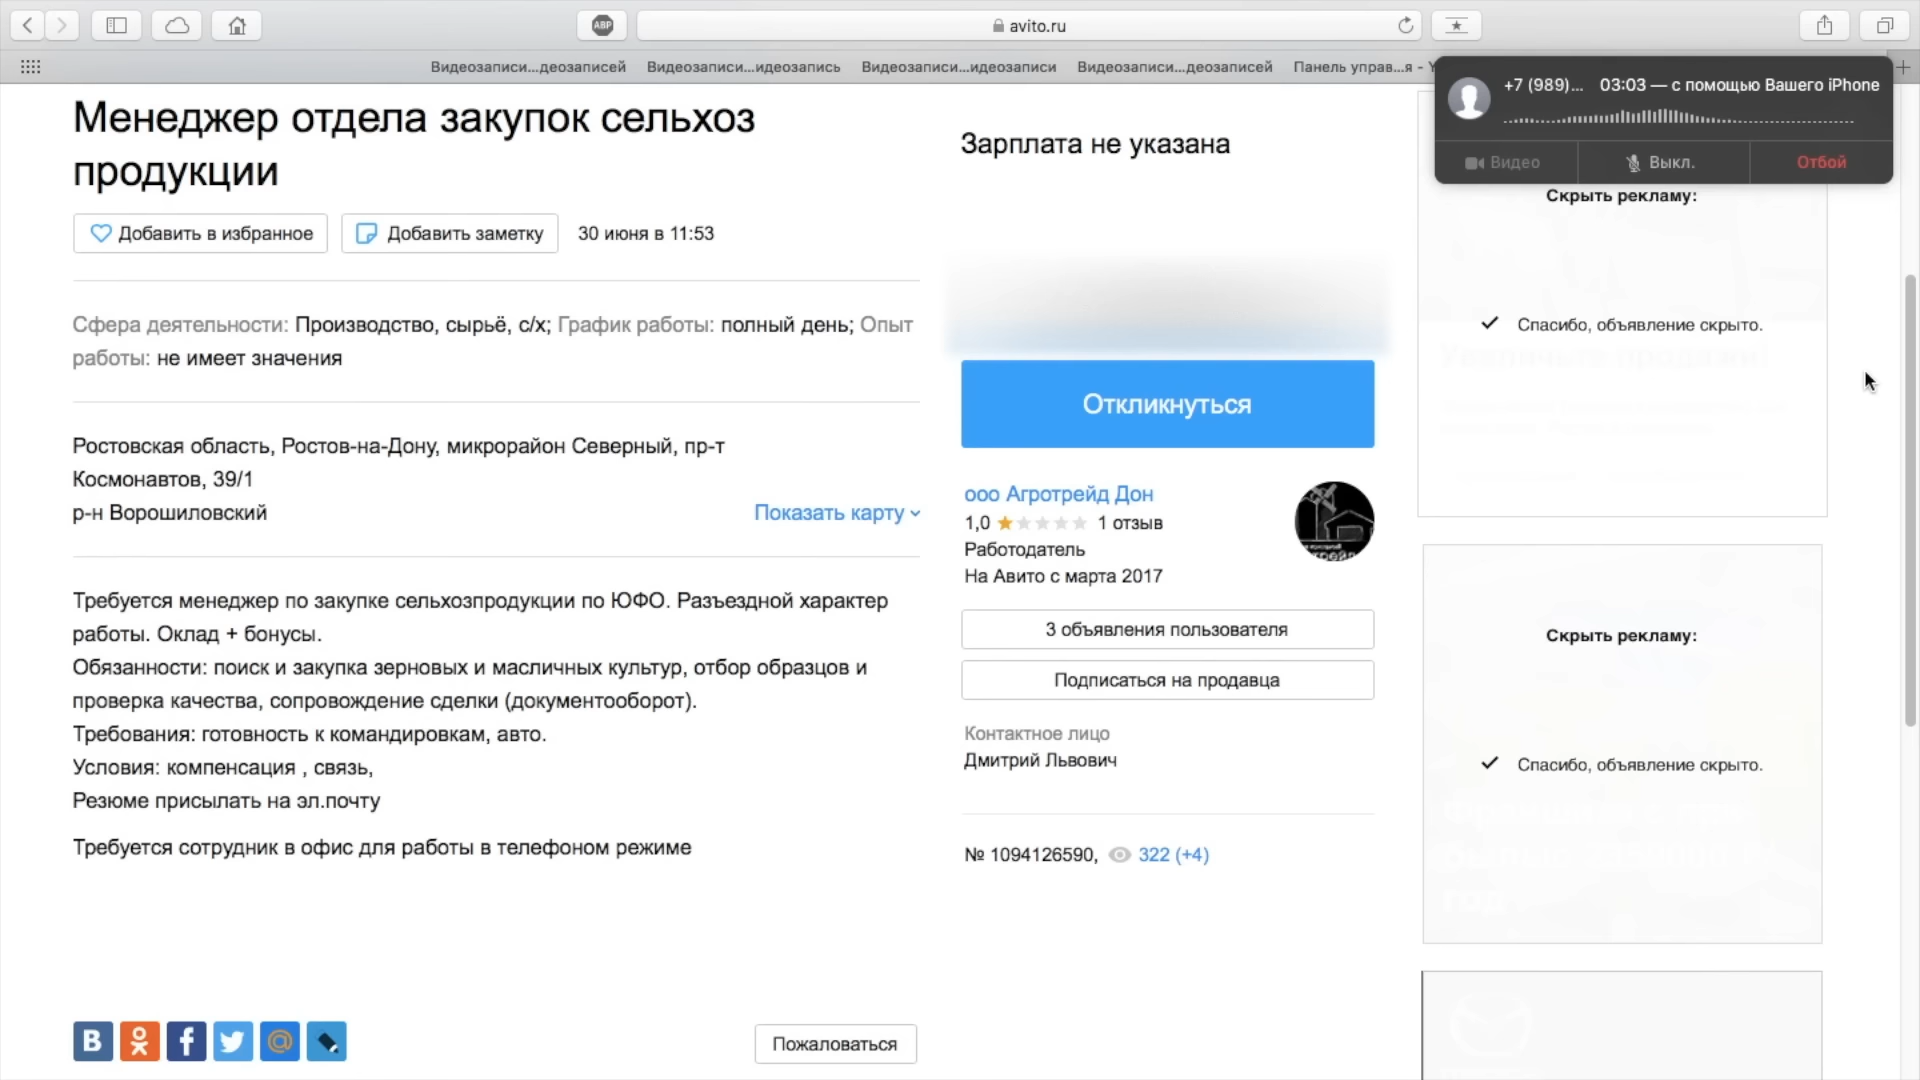 ABP
avito.ru
Видеозаписи...деозаписей
Видеозаписи...идеозапись
Видеозаписи...идеозаписи
Видеозаписи...деозаписей
Панель управ...я -
+7 (989)... 03:03 — с помощью Вашего iPhone
Видео
Выкл.
Отбой
Менеджер отдела закупок сельхоз
продукции
Добавить в избранное
Добавить заметку
30 июня в 11:53
Сфера деятельности: Производство, сырьё, с/х; График работы: полный день; Опыт
работы: не имеет значения
Ростовская область, Ростов-на-Дону, микрорайон Северный, пр-т
Космонавтов, 39/1
р-н Ворошиловский
Показать карту
Требуется менеджер по закупке сельхозпродукции по ЮФО. Разъездной характер
работы. Оклад + бонусы.
Обязанности: поиск и закупка зерновых и масличных культур, отбор образцов и
проверка качества, сопровождение сделки (документооборот).
Требования: готовность к командировкам, авто.
Условия: компенсация , связь,
Резюме присылать на эл.почту
Требуется сотрудник в офис для работы в телефоном режиме
Пожаловаться
Зарплата не указана
Откликнуться
ооо Агротрейд Дон
1,0 1 отзыв
Работодатель
На Авито с марта 2017
3 объявления пользователя
Подписаться на продавца
Контактное лицо
Дмитрий Львович
№ 1094126590, 322 (+4)
Скрыть рекламу:
Спасибо, объявление скрыто.
Скрыть рекламу:
Спасибо, объявление скрыто.